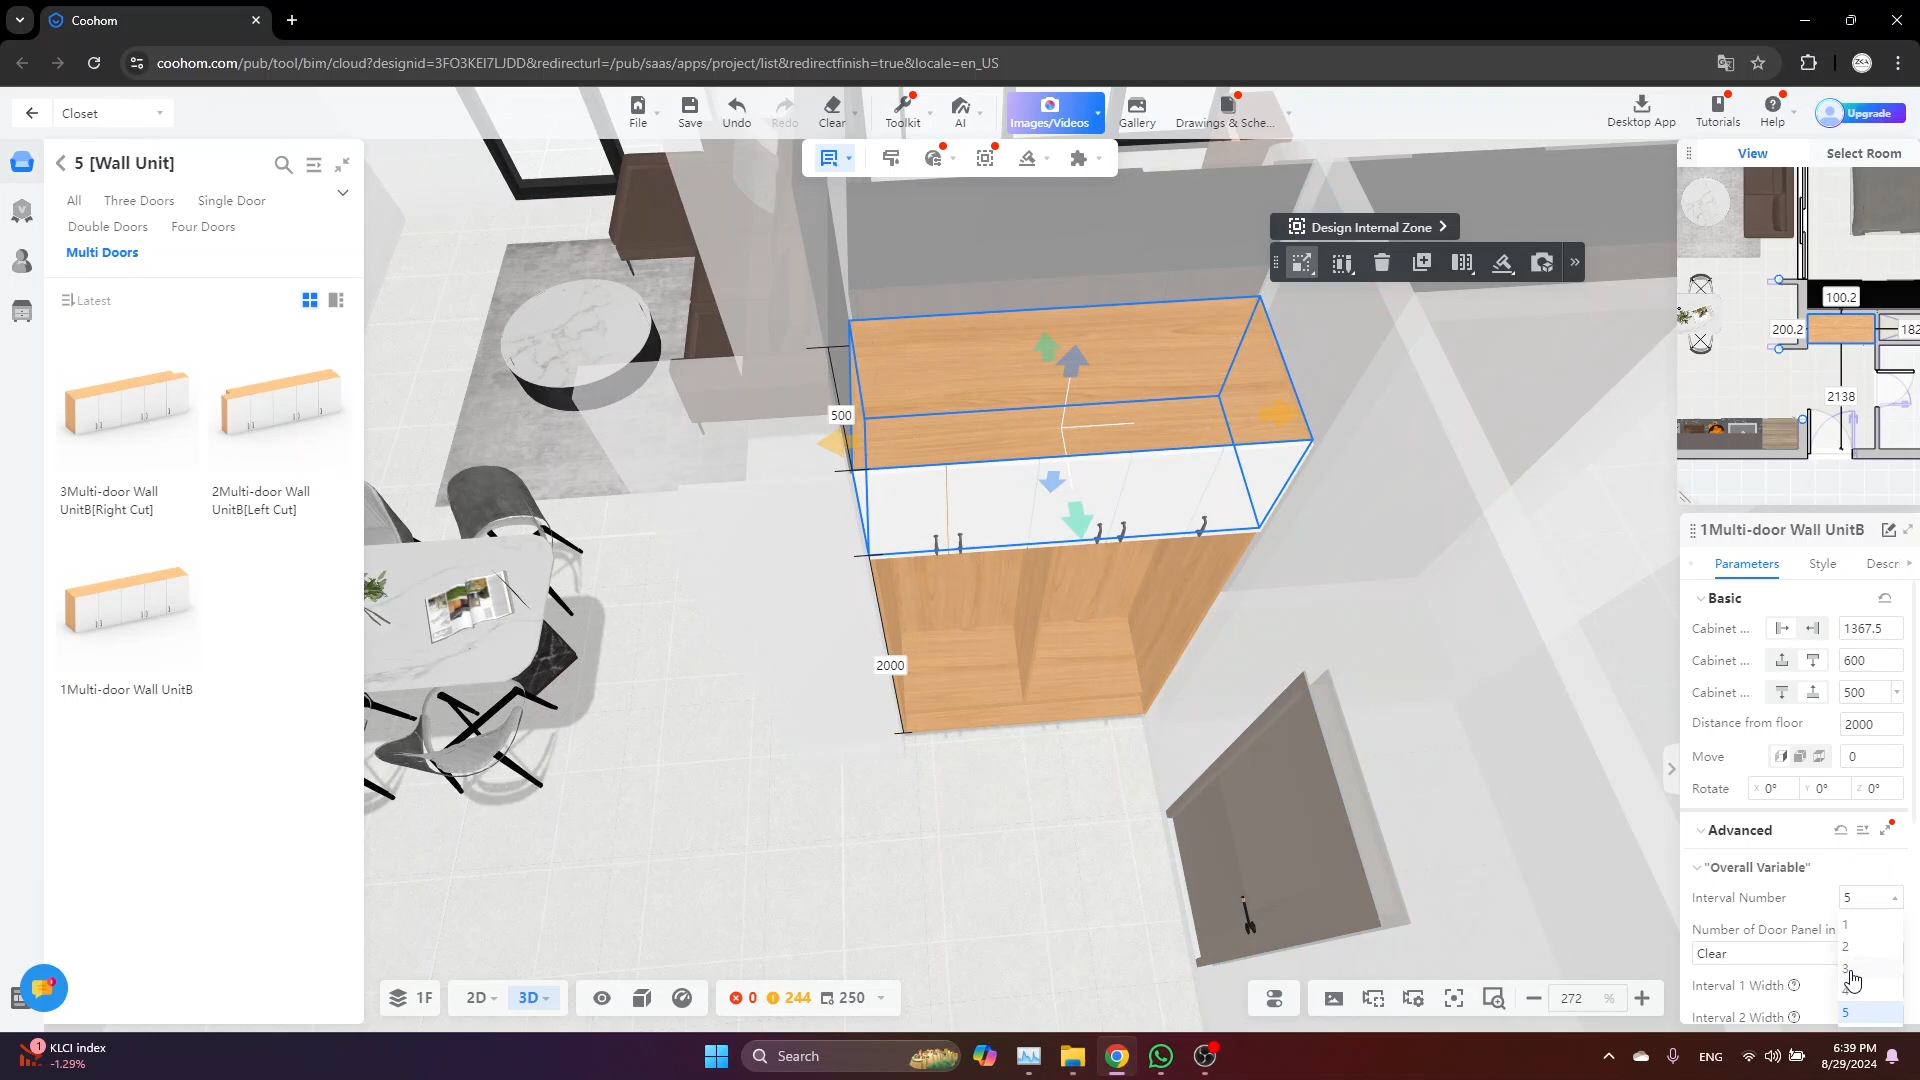 Coohom
coohom.com/pub/tool/bim/cloud?designid=3FO3KEI7LJDD&redirecturl=/pub/saas/apps/project/list&redirectfinish=true&locale=en_US
Closet
File
Save
Undo
Redo
Clear
Toolkit
AI
Images/Videos
Gallery
Drawings & Sche...
Desktop App
Tutorials
Help
Upgrade
5 [Wall Unit]
All Three Doors Single Door
Double Doors Four Doors
Multi Doors
Latest
3Multi-door Wall
UnitB[Right Cut]
2Multi-door Wall
UnitB[Left Cut]
1Multi-door Wall UnitB
Design Internal Zone
500
2000
View
Select Room
100.2
200.2
182
2138
1Multi-door Wall UnitB
Parameters
Style
Descr
Basic
Cabinet ... 1367.5
Cabinet ... 600
Cabinet ... 500
Distance from floor 2000
Move 0
Rotate X 0° Y 0° Z 0°
Advanced
"Overall Variable"
Interval Number 5
1
Number of Door Panel in
2
Clear
3
Interval 1 Width
4
5
Interval 2 Width
1F
2D
3D
0
244
250
272 %
KLCI index
-1.29%
1
Search
ENG
6:39 PM
8/29/2024